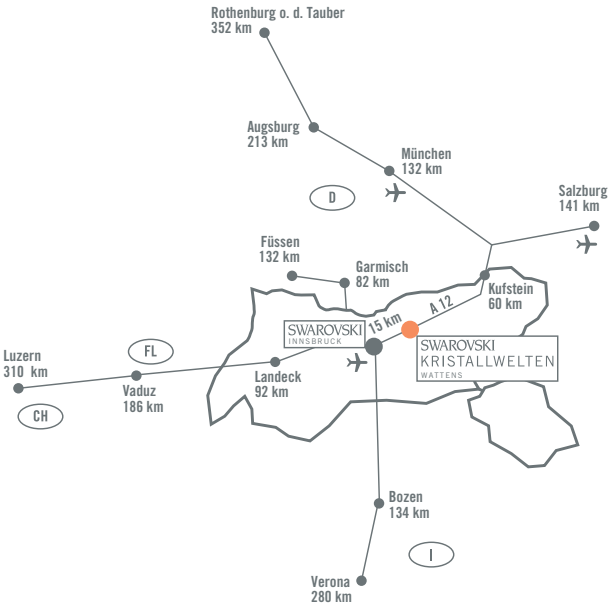 Rothenburg o. d. Tauber
352 km
Augsburg
213 km
München
132 km
D
Salzburg
141 km
Füssen
132 km
Garmisch
82 km
Kufstein
60 km
A 12
15 km
SWAROVSKI
INNSBRUCK
SWAROVSKI
KRISTALLWELTEN
WATTENS
Luzern
310 km
FL
Vaduz
186 km
CH
Landeck
92 km
Bozen
134 km
I
Verona
280 km